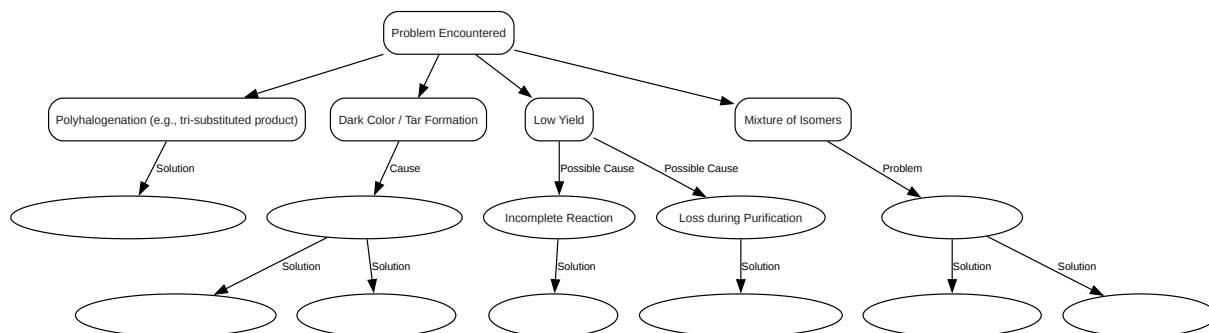 Problem Encountered
Polyhalogenation (e.g., tri-substituted product)
Dark Color / Tar Formation
Low Yield
Mixture of Isomers
Solution
Cause
Possible Cause
Possible Cause
Problem
Incomplete Reaction
Loss during Purification
Solution
Solution
Solution
Solution
Solution
Solution